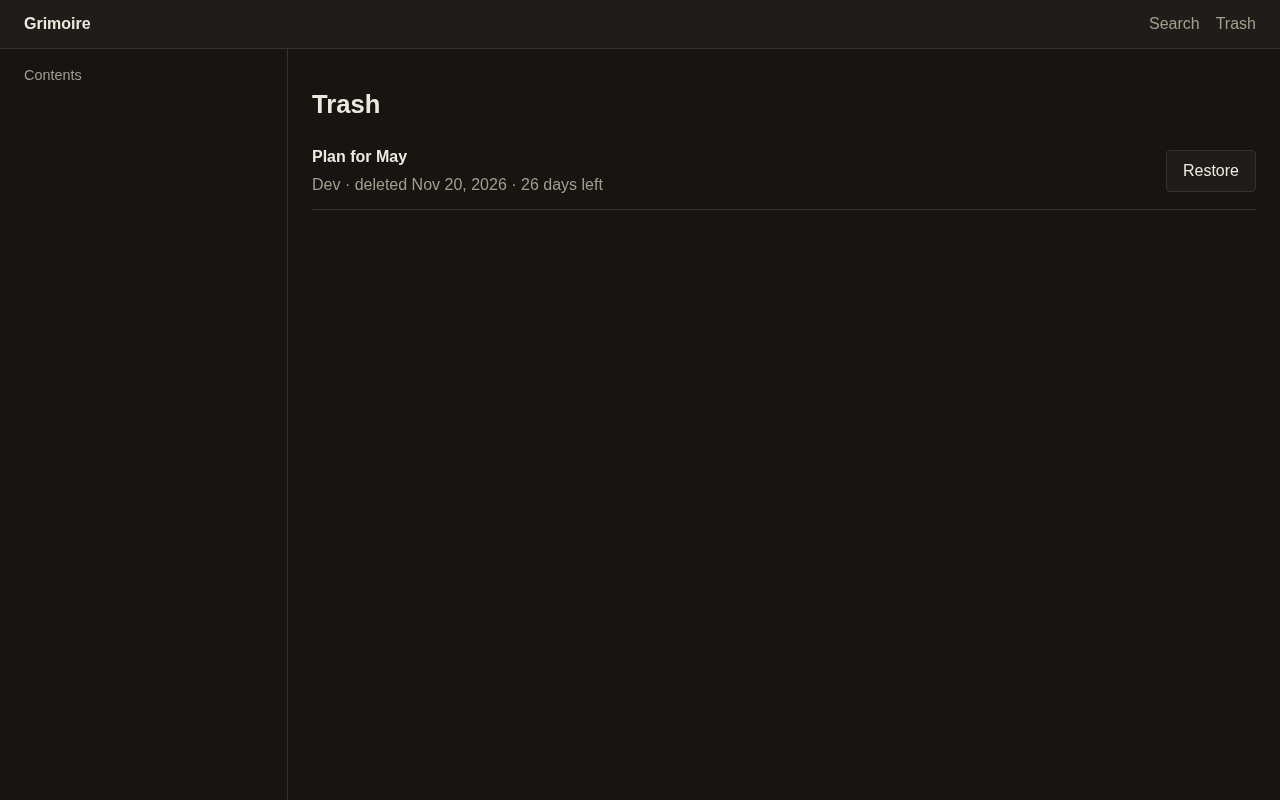 Grimoire
Search Trash
Contents
Trash
Plan for May
Dev · deleted Nov 20, 2026 · 26 days left
Restore